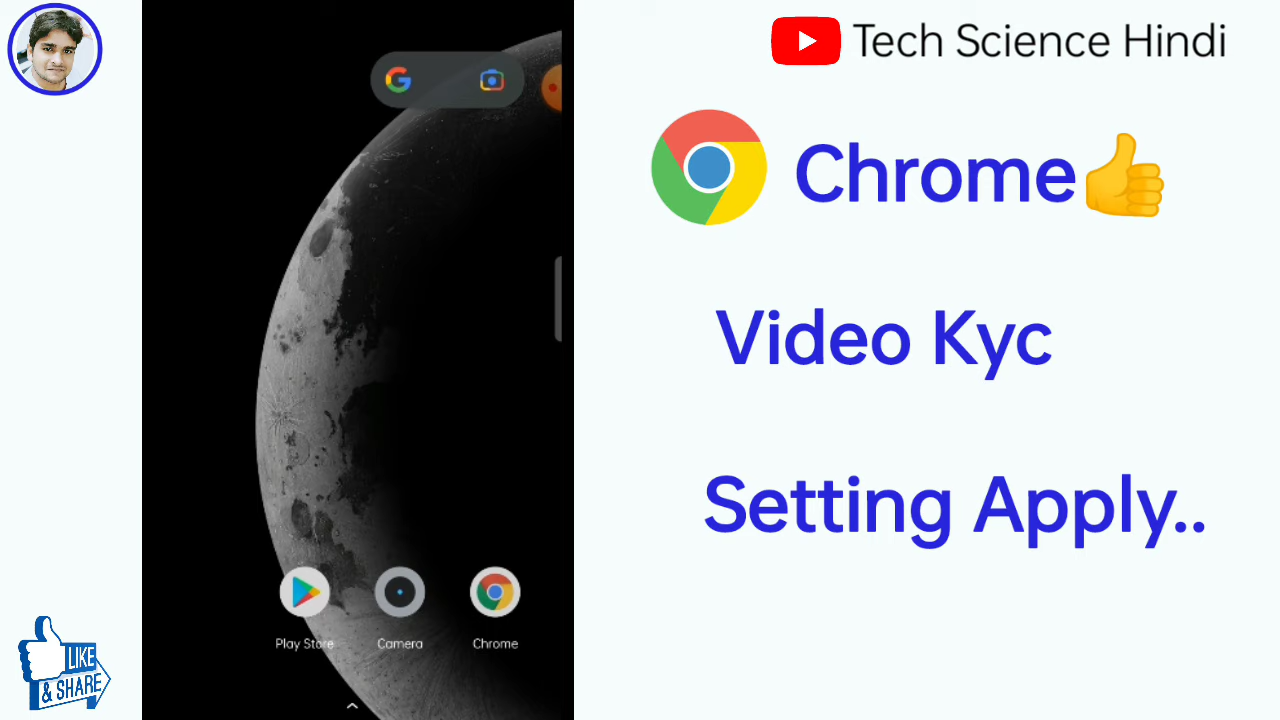 Tech Science Hindi
Chrome
Video Kyc
Setting Apply..
Play Store
Camera
Chrome
LIKE
& SHARE